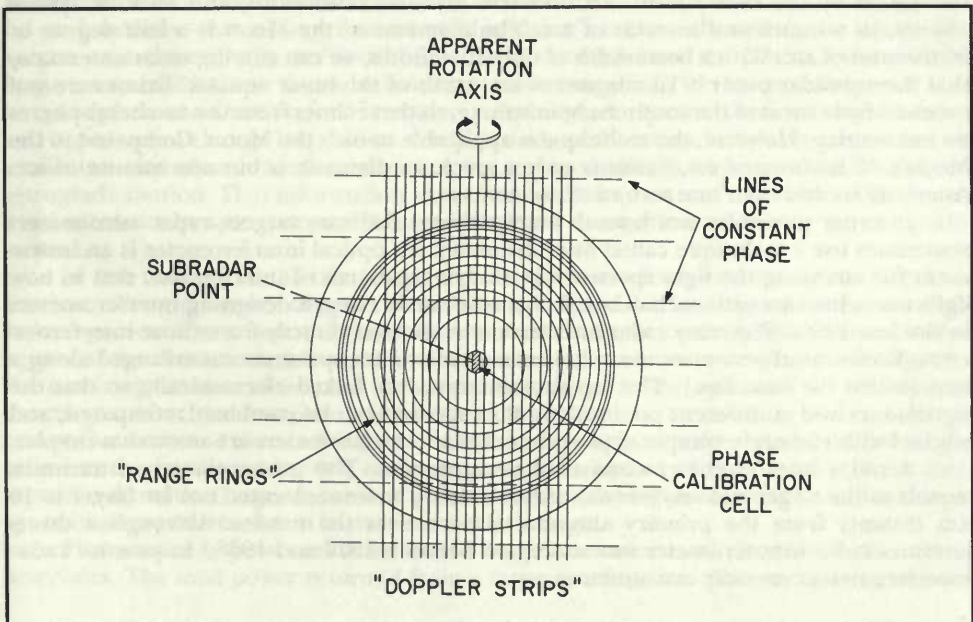 APPARENT
ROTATION
AXIS
LINES
OF
CONSTANT
PHASE
SUBRADAR
POINT
"RANGE RINGS"
PHASE
CALIBRATION
CELL
"DOPPLER STRIPS"